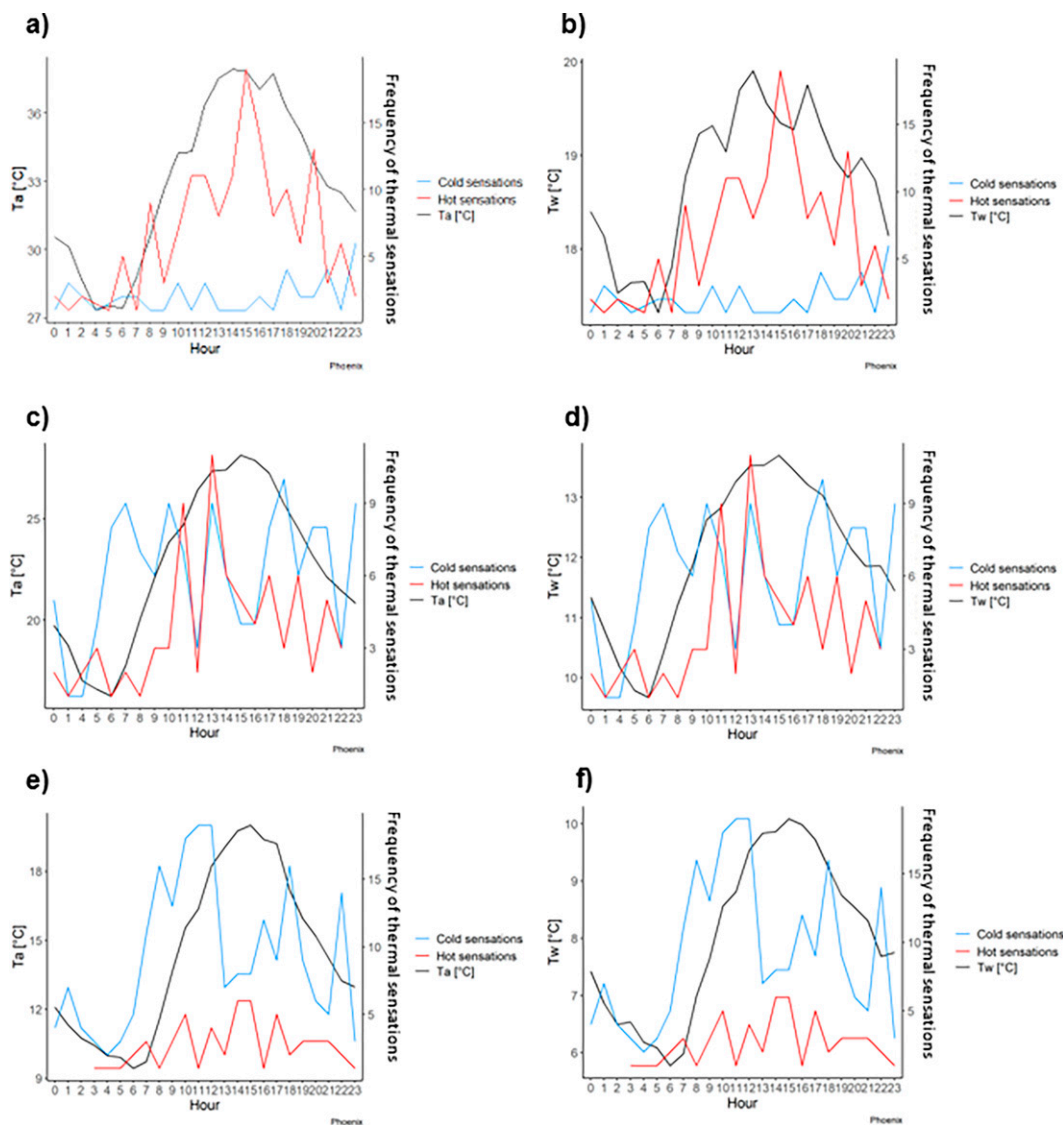 a)
Ta [°C]
36
33
30
27
15
10
5
Frequency of thermal sensations
Cold sensations
Hot sensations
Ta [°C]
0 1 2 4 5 6 7 8 9 10 11 12 13 14 15 16 17 18 19 20 21 22 23
Hour
Phoenix
b)
Tw [°C]
20
19
18
15
10
5
Frequency of thermal sensations
Cold sensations
Hot sensations
Tw [°C]
0 1 2 4 5 6 7 8 9 10 11 12 13 14 15 16 17 18 19 20 21 22 23
Hour
Phoenix
c)
Ta [°C]
25
20
9
6
3
Frequency of thermal sensations
Cold sensations
Hot sensations
Ta [°C]
0 1 4 5 6 7 8 9 10 11 12 13 14 15 16 17 18 19 20 21 22 23
Hour
Phoenix
d)
Tw [°C]
13
12
11
10
9
6
3
Frequency of thermal sensations
Cold sensations
Hot sensations
Tw [°C]
0 1 4 5 6 7 8 9 10 11 12 13 14 15 16 17 18 19 20 21 22 23
Hour
Phoenix
e)
Ta [°C]
18
15
12
9
15
10
5
Frequency of thermal sensations
Cold sensations
Hot sensations
Ta [°C]
0 1 2 3 4 5 6 7 8 9 10 11 12 13 14 15 16 17 18 19 20 21 22 23
Hour
Phoenix
f)
Tw [°C]
10
9
8
7
6
15
10
5
Frequency of thermal sensations
Cold sensations
Hot sensations
Tw [°C]
0 1 2 3 4 5 6 7 8 9 10 11 12 13 14 15 16 17 18 19 20 21 22 23
Hour
Phoenix